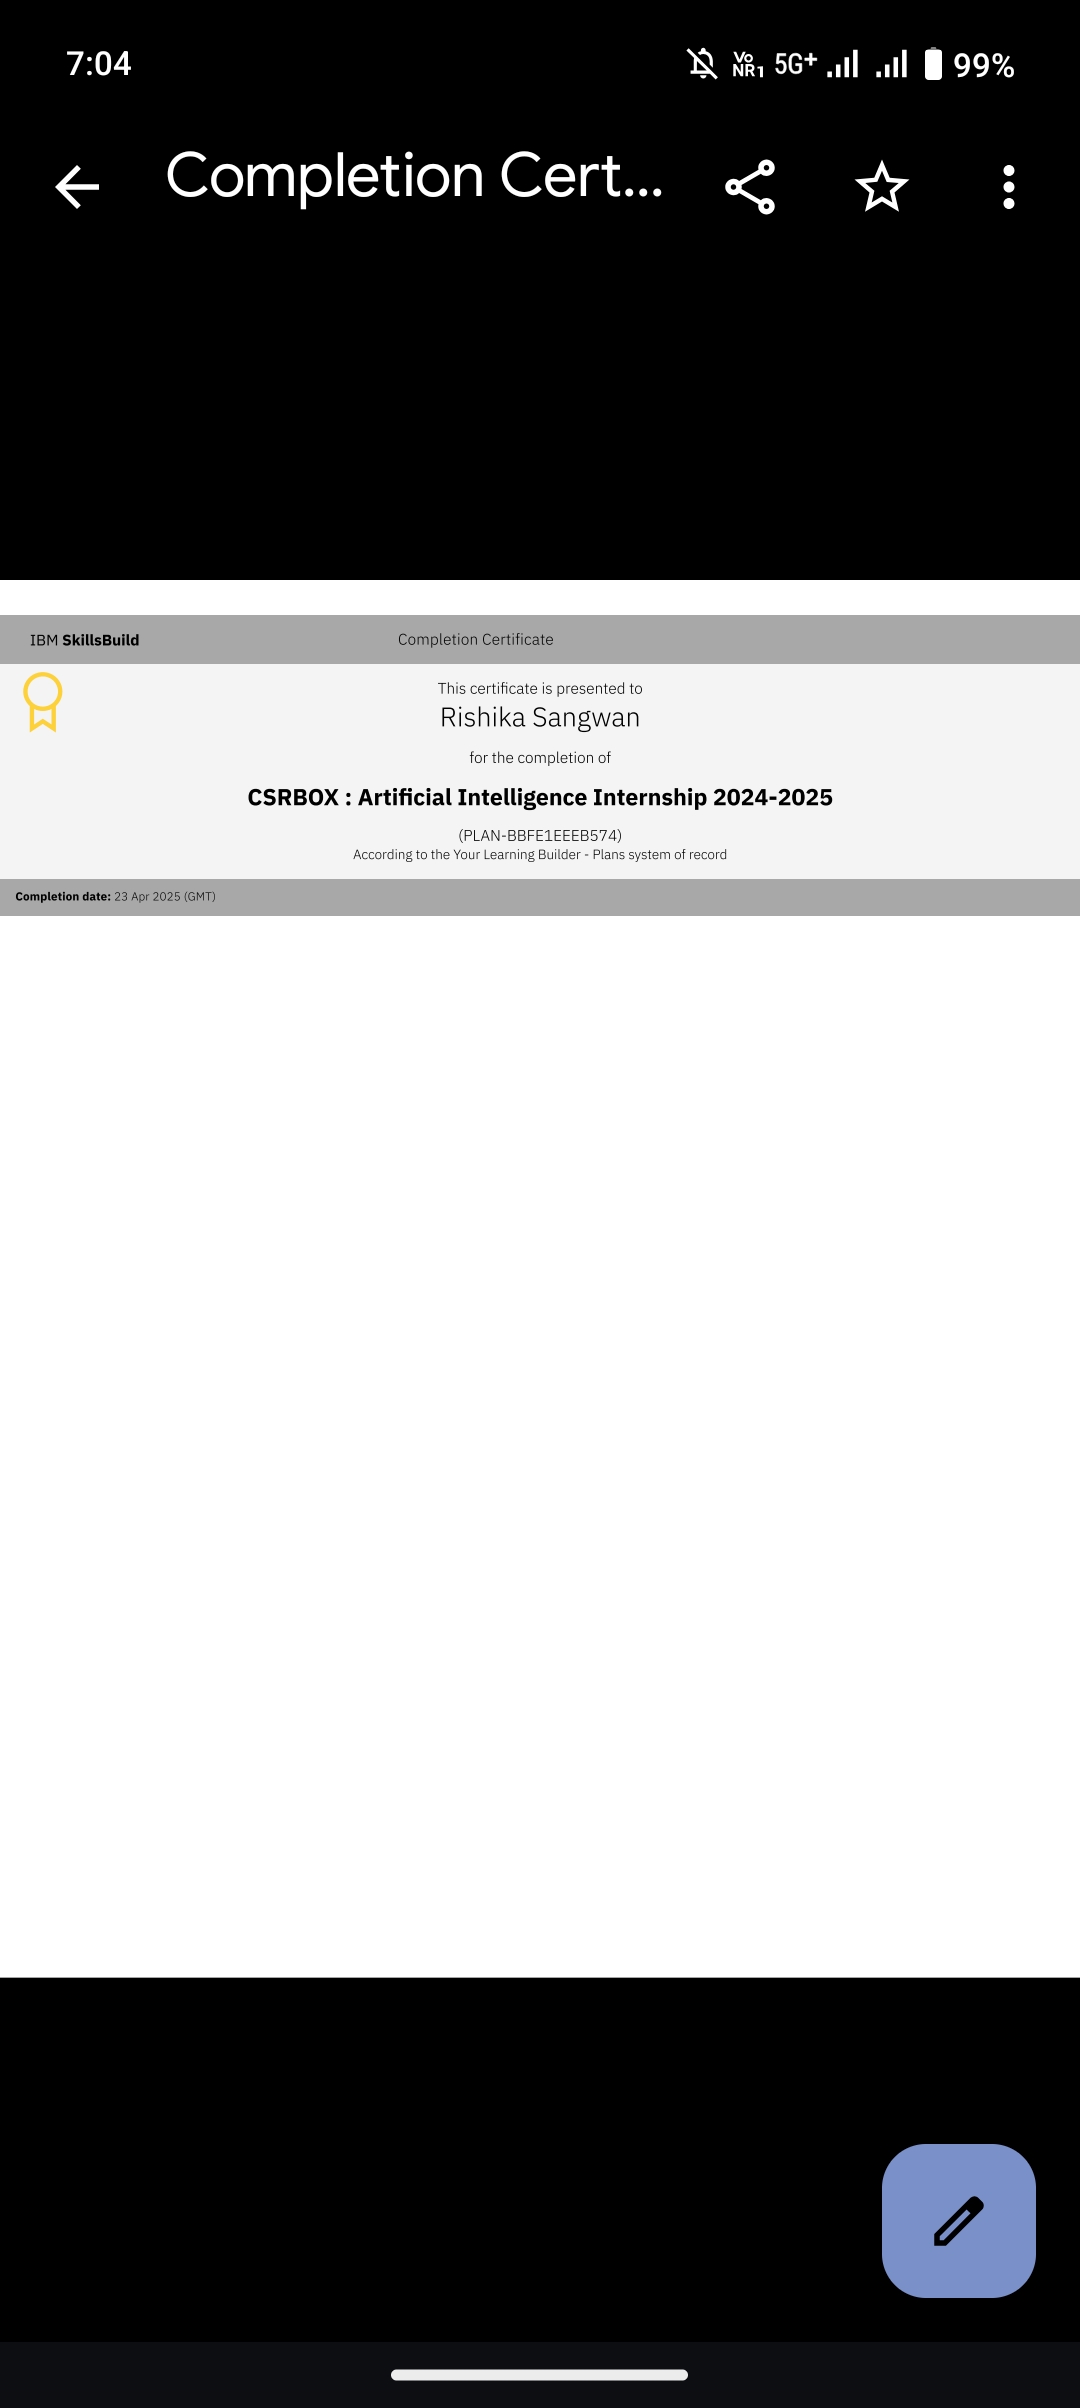 7:04
Vo NR1 5G+ 99%
Completion Cert...
IBM SkillsBuild
Completion Certificate
This certificate is presented to
Rishika Sangwan
for the completion of
CSRBOX : Artificial Intelligence Internship 2024-2025
(PLAN-BBFE1EEEB574)
According to the Your Learning Builder - Plans system of record
Completion date: 23 Apr 2025 (GMT)